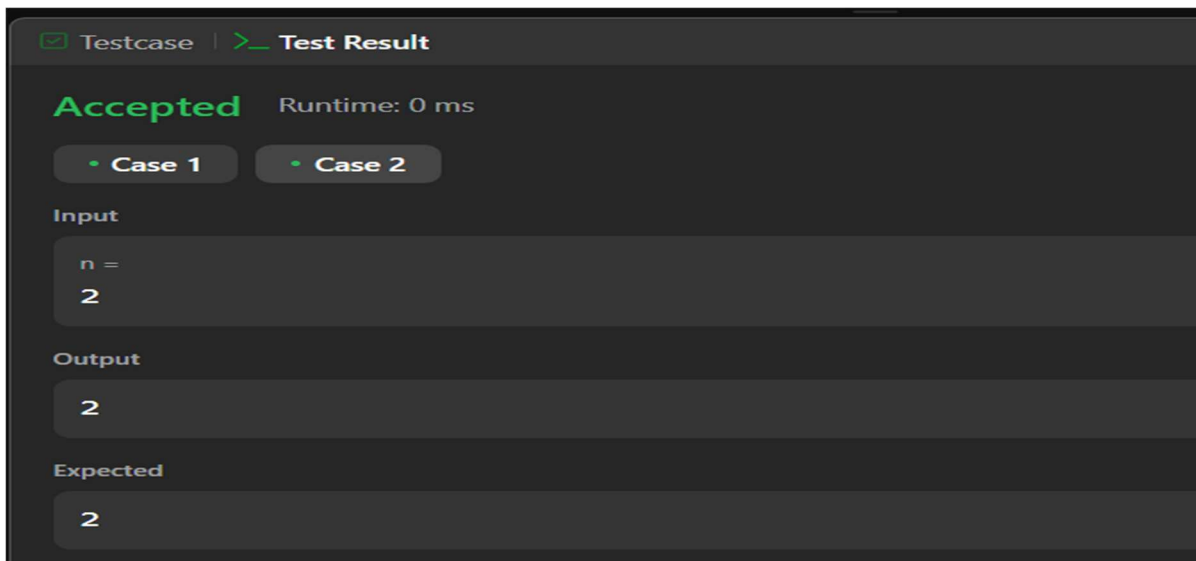 Testcase | >_ Test Result
Accepted Runtime: 0 ms
• Case 1 • Case 2
Input
n =
2
Output
2
Expected
2